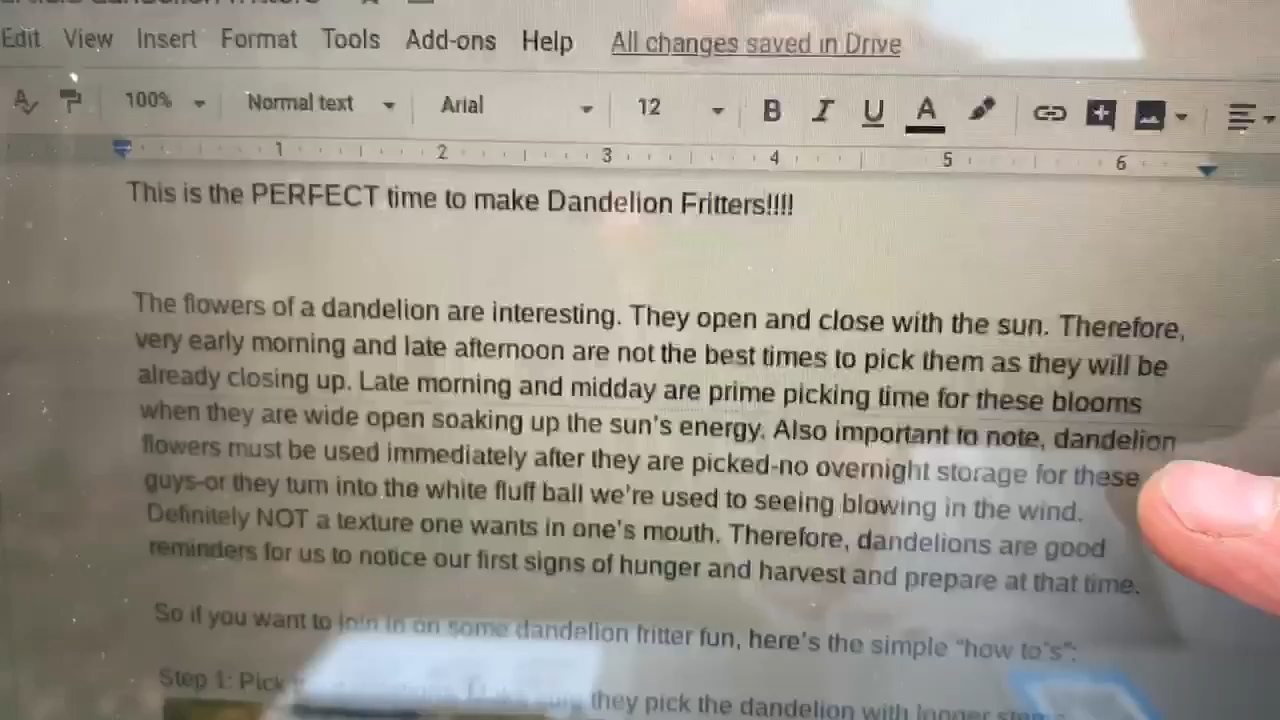 Edit View Insert Format Tools Add-ons Help All changes saved in Drive
100% Normal text Arial 12 B I U A
1 2 3 4 5 6
This is the PERFECT time to make Dandelion Fritters!!!!
The flowers of a dandelion are interesting. They open and close with the sun. Therefore,
very early morning and late afternoon are not the best times to pick them as they will be
already closing up. Late morning and midday are prime picking time for these blooms
when they are wide open soaking up the sun's energy. Also important to note, dandelion
flowers must be used immediately after they are picked-no overnight storage for these
guys-or they turn into the white fluff ball we're used to seeing blowing in the wind.
Definitely NOT a texture one wants in one's mouth. Therefore, dandelions are good
reminders for us to notice our first signs of hunger and harvest and prepare at that time.
So if you want to join in on some dandelion fritter fun, here's the simple "how to's":
Step 1: Pick they pick the dandelion with longer